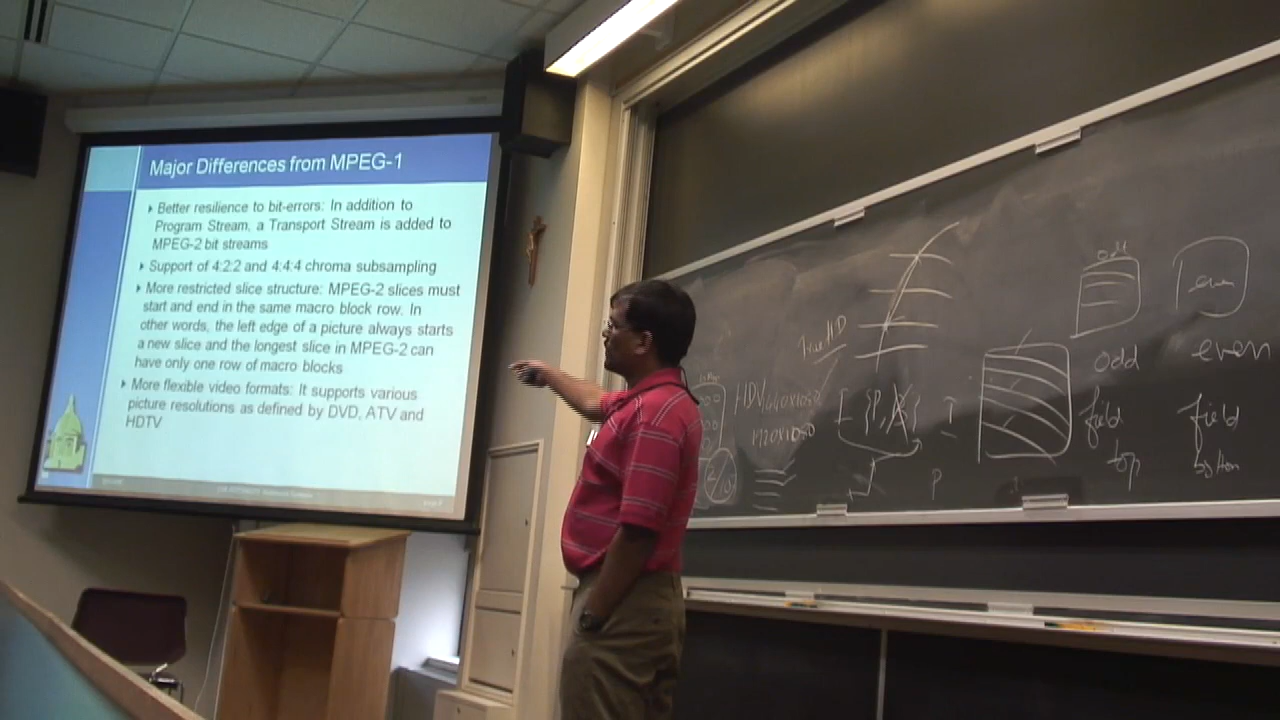 Major Differences from MPEG-1
Better resilience to bit-errors: In addition to
Program Stream, a Transport Stream is added to
MPEG-2 bit streams
Support of 4:2:2 and 4:4:4 chroma subsampling
More restricted slice structure: MPEG-2 slices must
start and end in the same macro block row. In
other words, the left edge of a picture always starts
a new slice and the longest slice in MPEG-2 can
have only one row of macro blocks
More flexible video formats: It supports various
picture resolutions as defined by DVD, ATV and
HDTV
True HD
HDV 1440x1080
1920x1080
P
odd
even
odd
field
top
even
field